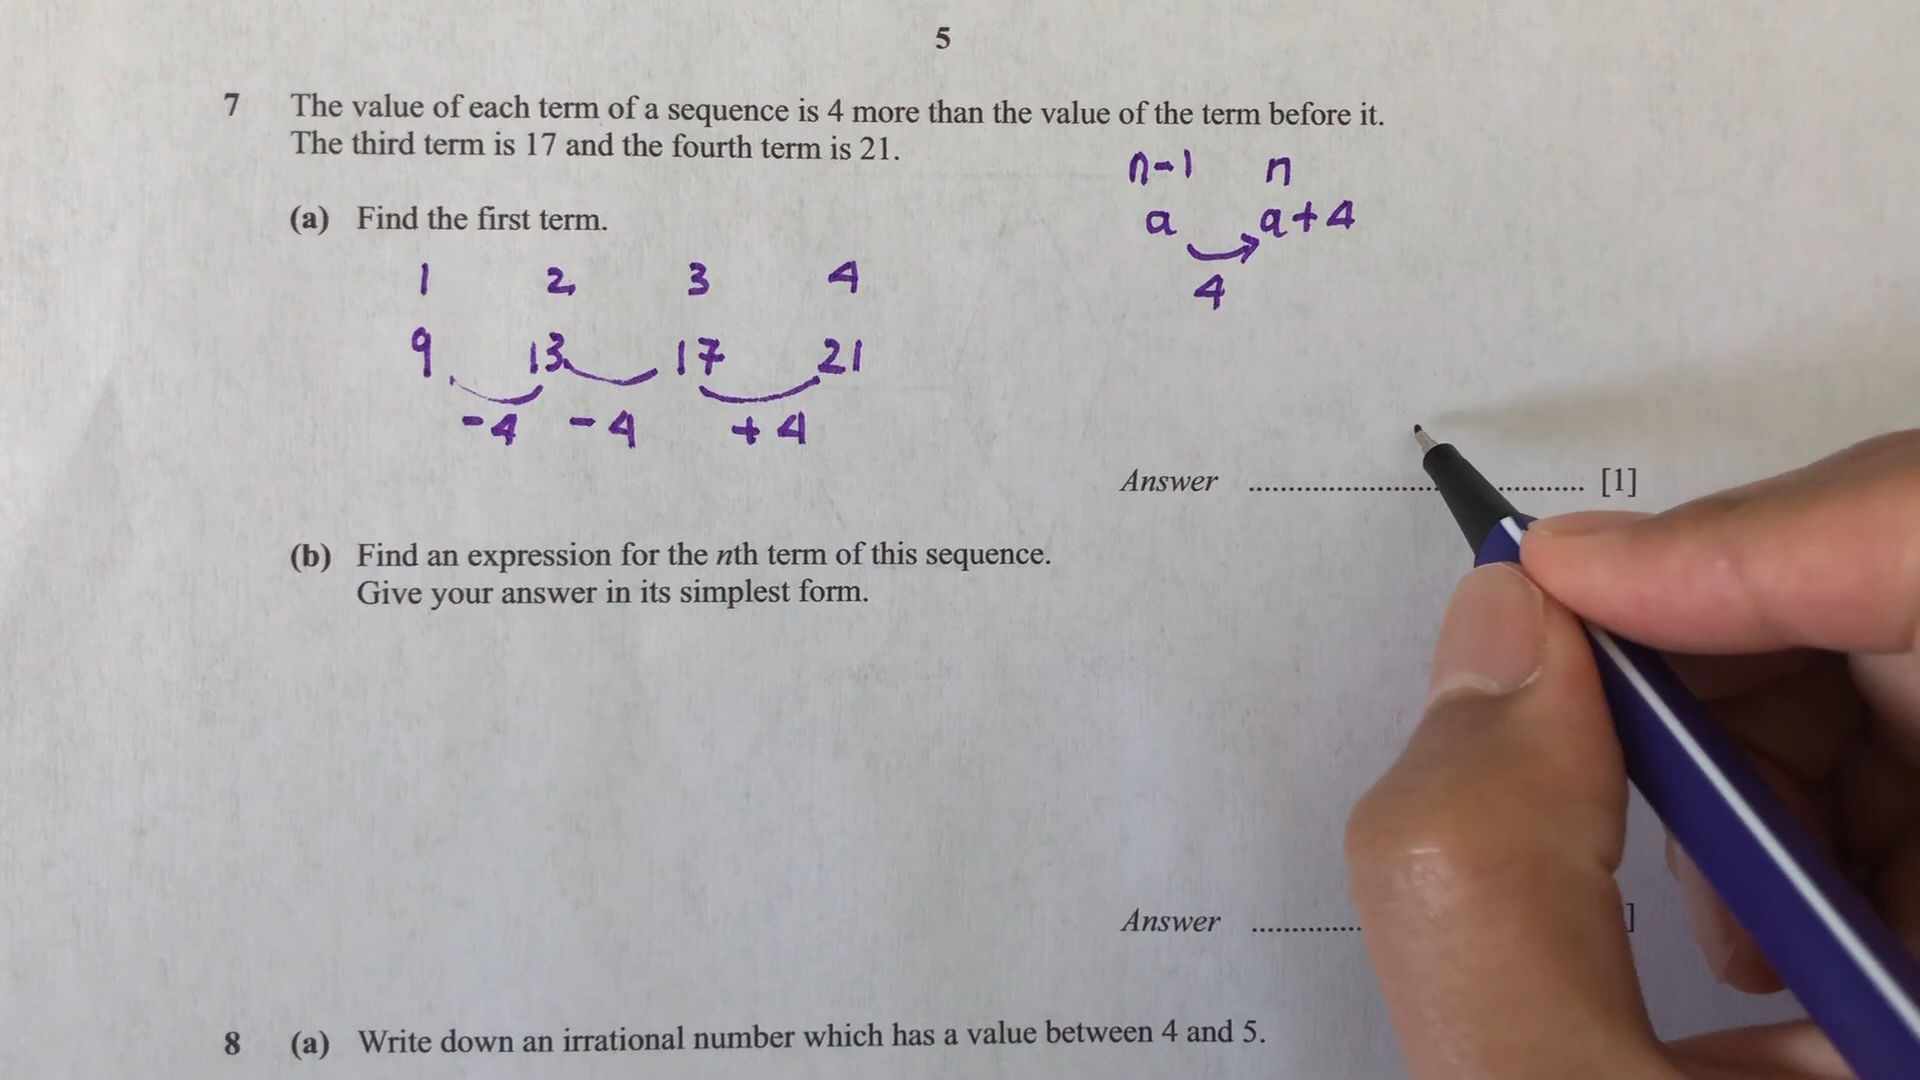 5
7 The value of each term of a sequence is 4 more than the value of the term before it.
The third term is 17 and the fourth term is 21.
n-1 n
(a) Find the first term.
a a+4
4
1 2 3 4
9 13 17 21
-4 -4 +4
Answer .......................................... [1]
(b) Find an expression for the nth term of this sequence.
Give your answer in its simplest form.
Answer .............. ]
8 (a) Write down an irrational number which has a value between 4 and 5.